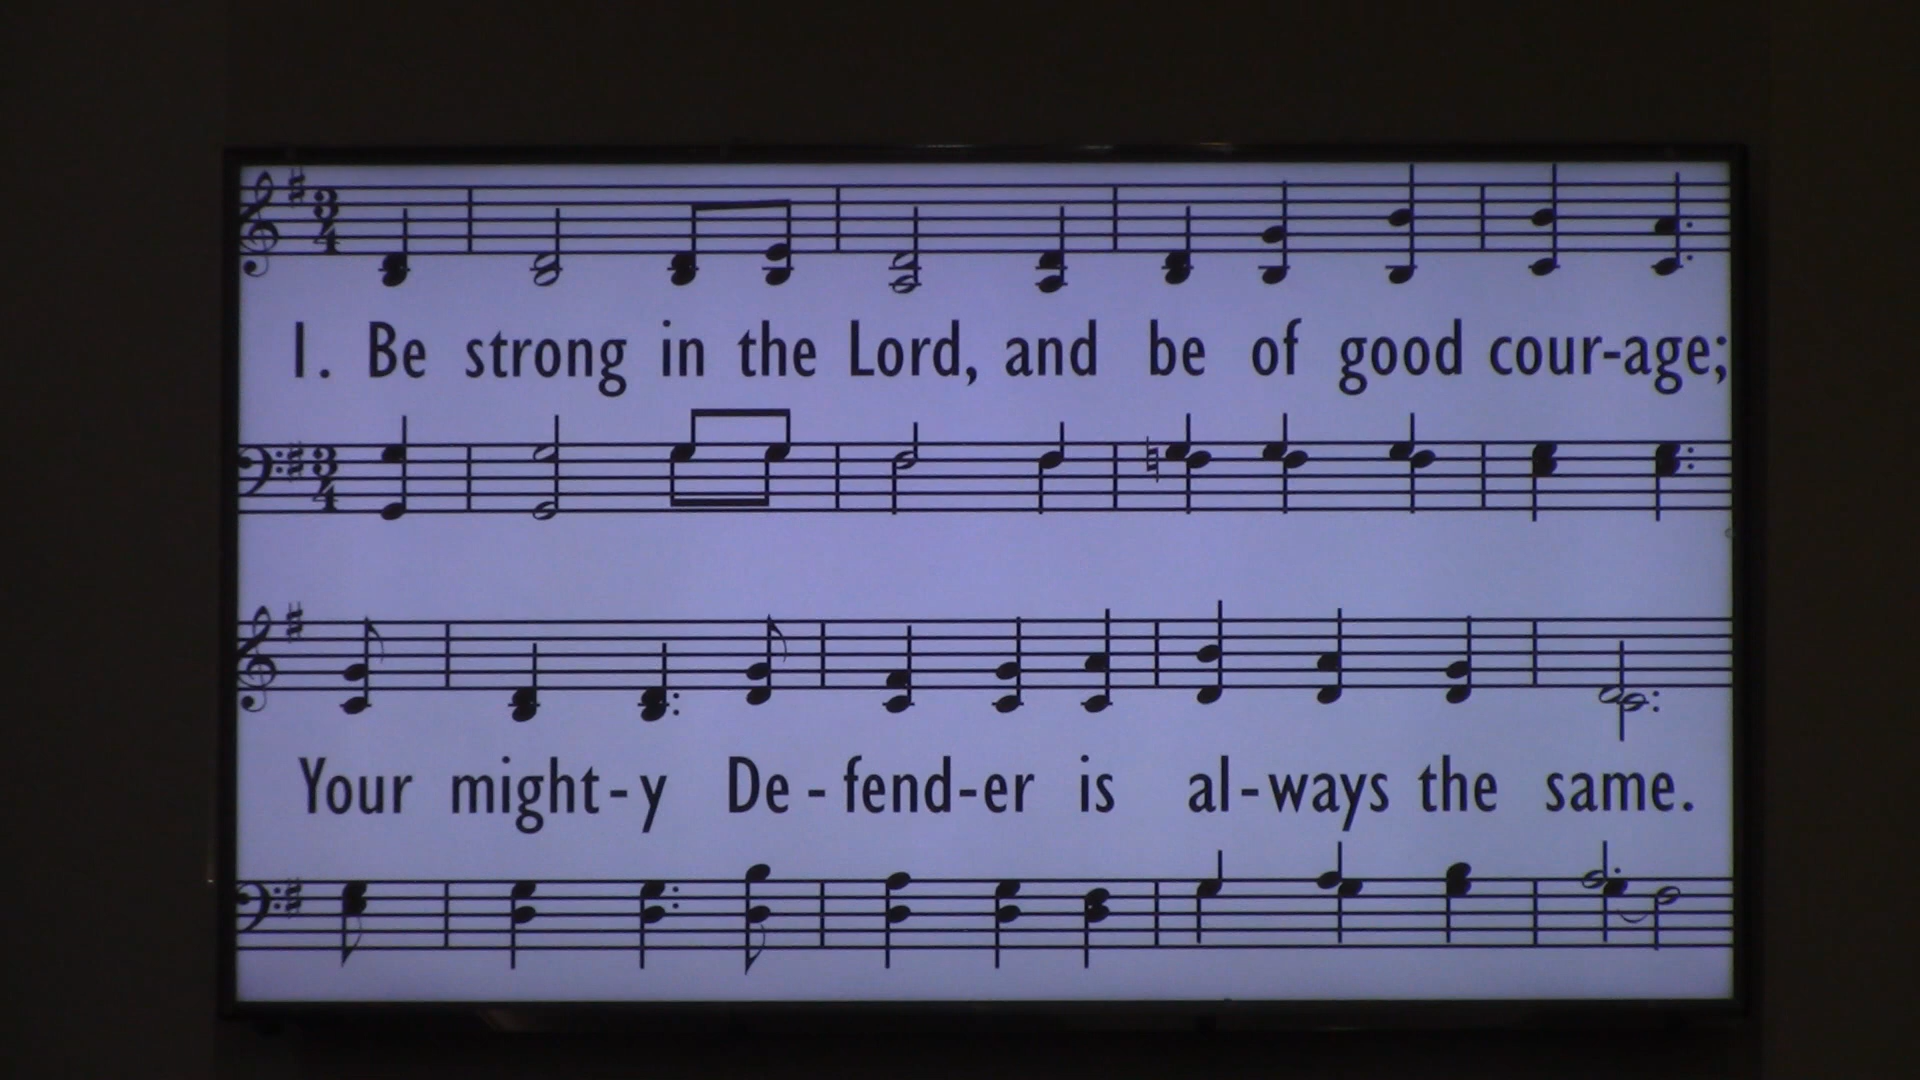 1. Be strong in the Lord, and be of good cour-age;
Your might-y De-fend-er is al-ways the same.